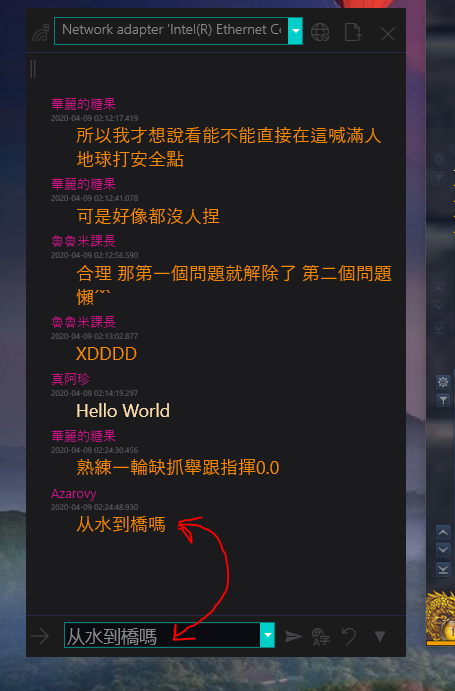 Network adapter 'Intel(R) Ethernet Co
華麗的糖果
2020-04-09 02:12:17.419
所以我才想說看能不能直接在這喊滿人
地球打安全點
華麗的糖果
2020-04-09 02:12:41.078
可是好像都沒人捏
魯魯米課長
2020-04-09 02:12:56.590
合理 那第一個問題就解除了 第二個問題
懶ˊˇˋ
魯魯米課長
2020-04-09 02:13:02.877
XDDDD
真阿珍
2020-04-09 02:14:19.297
Hello World
華麗的糖果
2020-04-09 02:24:30.456
熟練一輪缺抓舉跟指揮0.0
Azarovy
2020-04-09 02:24:48.930
从水到橋嗎
从水到橋嗎